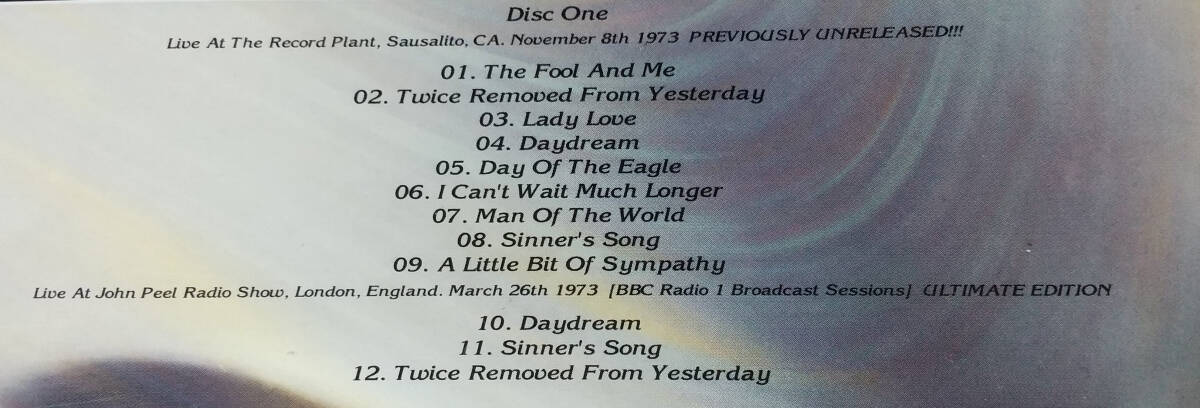 Disc One
Live At The Record Plant, Sausalito, CA. November 8th 1973 PREVIOUSLY UNRELEASED!!!
01. The Fool And Me
02. Twice Removed From Yesterday
03. Lady Love
04. Daydream
05. Day Of The Eagle
06. I Can't Wait Much Longer
07. Man Of The World
08. Sinner's Song
09. A Little Bit Of Sympathy
Live At John Peel Radio Show, London, England. March 26th 1973 [BBC Radio 1 Broadcast Sessions] ULTIMATE EDITION
10. Daydream
11. Sinner's Song
12. Twice Removed From Yesterday